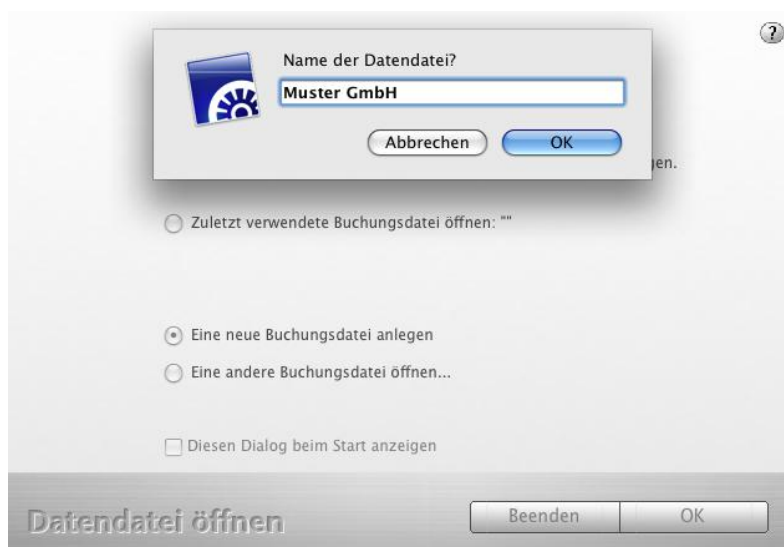 ?
Name der Datendatei?
Muster GmbH
Abbrechen OK
gen.
Zuletzt verwendete Buchungsdatei öffnen: ""
Eine neue Buchungsdatei anlegen
Eine andere Buchungsdatei öffnen...
Diesen Dialog beim Start anzeigen
Datendatei öffnen
Beenden OK